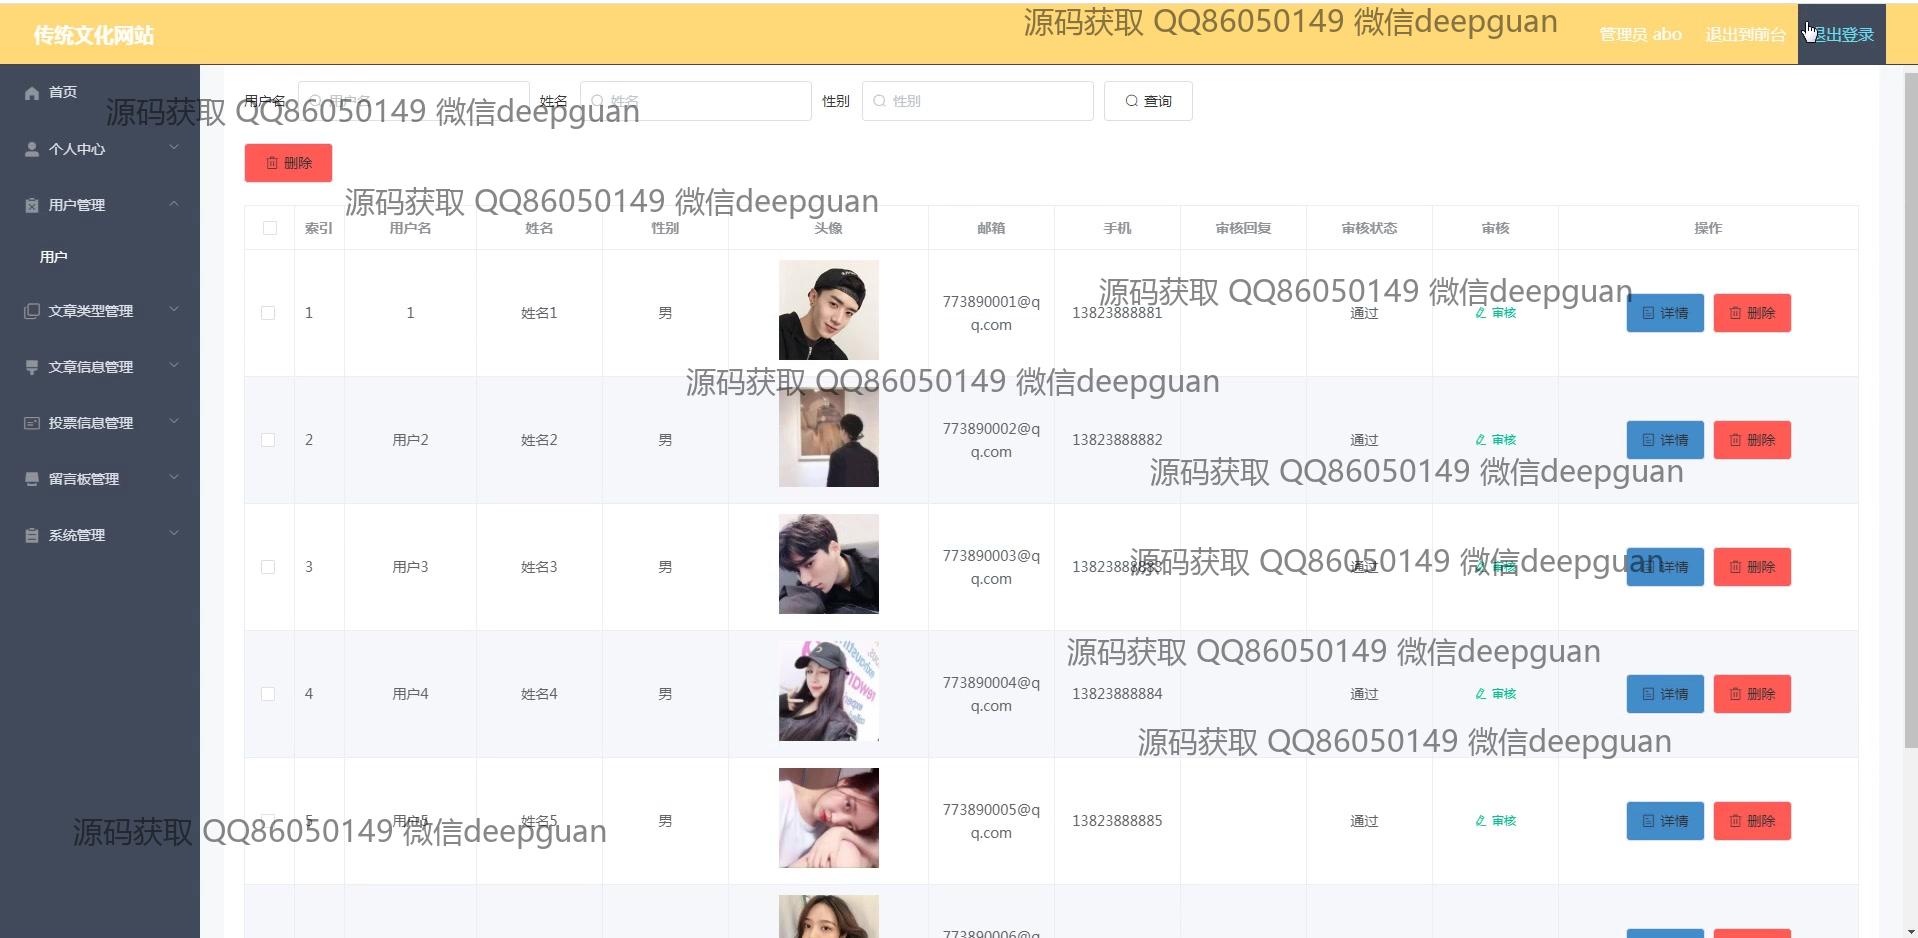 传统文化网站
源码获取 QQ86050149 微信deepguan
管理员 abo 退出到前台 退出登录
首页
个人中心
用户管理
用户
文章类型管理
文章信息管理
投票信息管理
留言板管理
系统管理
用户名 用户名 姓名 姓名 性别 性别 查询
源码获取 QQ86050149 微信deepguan
删除
源码获取 QQ86050149 微信deepguan
索引 用户名 姓名 性别 头像 邮箱 手机 审核回复 审核状态 审核 操作
源码获取 QQ86050149 微信deepguan
1 1 姓名1 男 773890001@q 13823888881 通过 审核 详情 删除
q.com
源码获取 QQ86050149 微信deepguan
2 用户2 姓名2 男 773890002@q 13823888882 通过 审核 详情 删除
q.com
源码获取 QQ86050149 微信deepguan
3 用户3 姓名3 男 773890003@q 13823888883 通过 审核 详情 删除
q.com
源码获取 QQ86050149 微信deepguan
源码获取 QQ86050149 微信deepguan
4 用户4 姓名4 男 773890004@q 13823888884 通过 审核 详情 删除
q.com
源码获取 QQ86050149 微信deepguan
5 用户5 姓名5 男 773890005@q 13823888885 通过 审核 详情 删除
q.com
源码获取 QQ86050149 微信deepguan
773890006@q